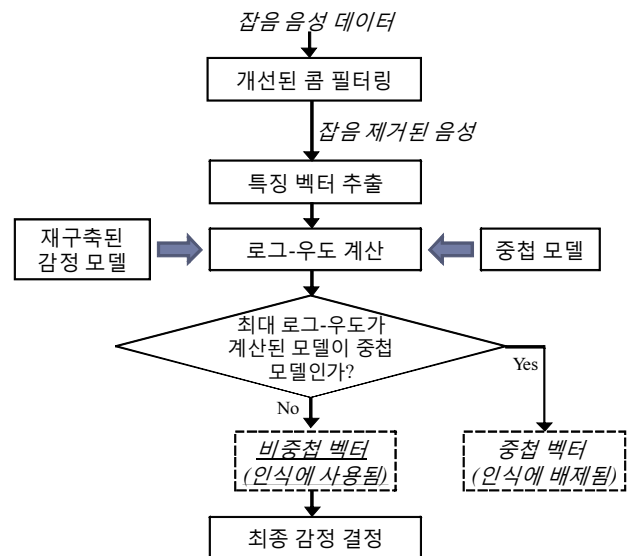 잡음 음성 데이터
개선된 콤 필터링
잡음 제거된 음성
특징 벡터 추출
재구축된
감정 모델
로그-우도 계산
중첩 모델
최대 로그-우도가
계산된 모델이 중첩
모델인가?
Yes
No
비중첩 벡터
(인식에 사용됨)
중첩 벡터
(인식에 배제됨)
최종 감정 결정